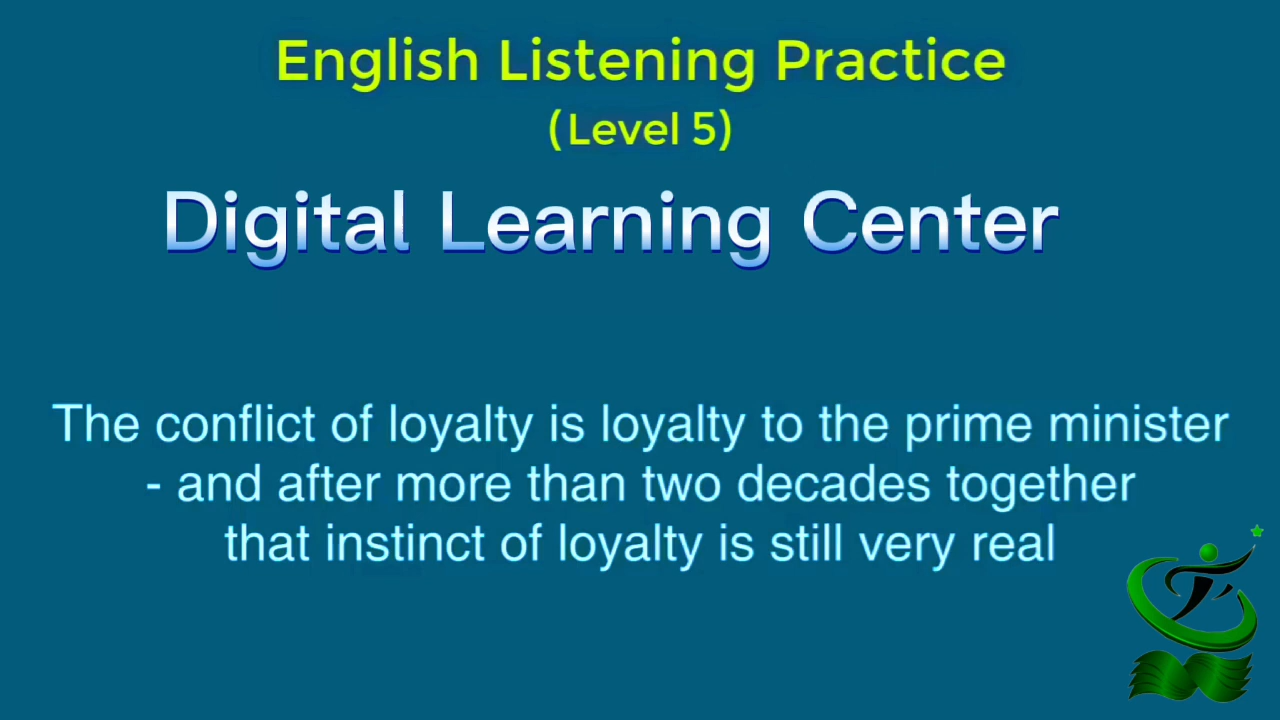 English Listening Practice
(Level 5)
Digital Learning Center
The conflict of loyalty is loyalty to the prime minister
- and after more than two decades together
that instinct of loyalty is still very real